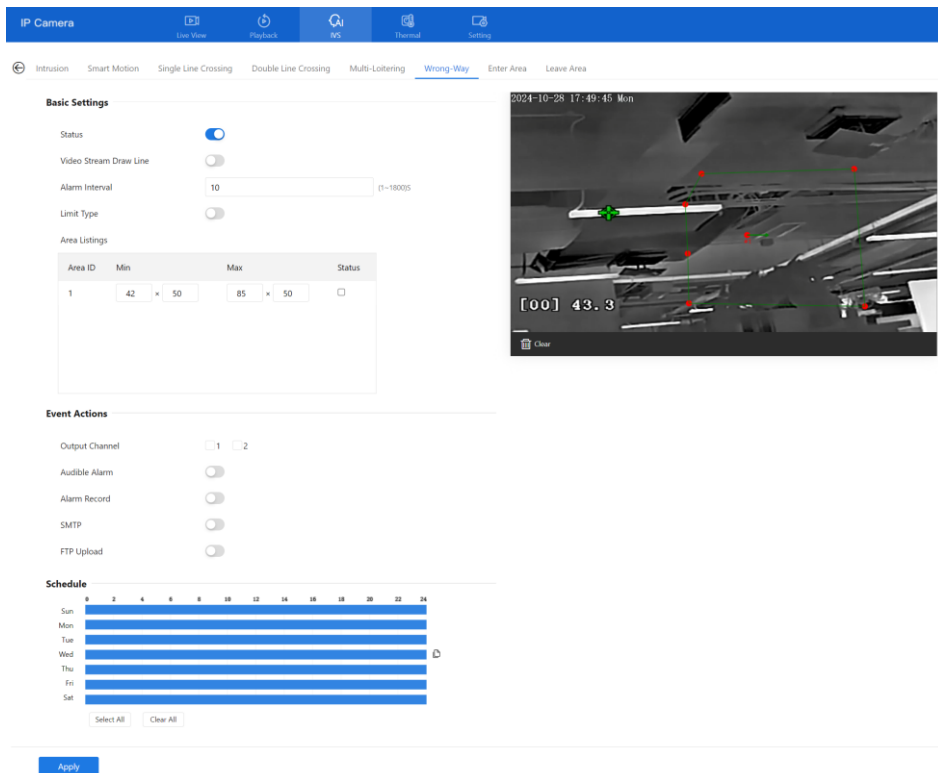 IP Camera
Live View Playback IVS Thermal Setting
Intrusion Smart Motion Single Line Crossing Double Line Crossing Multi-Loitering Wrong-Way Enter Area Leave Area
Basic Settings
2024-10-28 17:49:45 Mon
Status
Video Stream Draw Line
Alarm Interval 10 (1~1800)S
Limit Type
Area Listings
Area ID Min Max Status
1 42 × 50 85 × 50
[00] 43.3
Clear
Event Actions
Output Channel 1 2
Audible Alarm
Alarm Record
SMTP
FTP Upload
Schedule
0 2 4 6 8 10 12 14 16 18 20 22 24
Sun
Mon
Tue
Wed
Thu
Fri
Sat
Select All Clear All
Apply